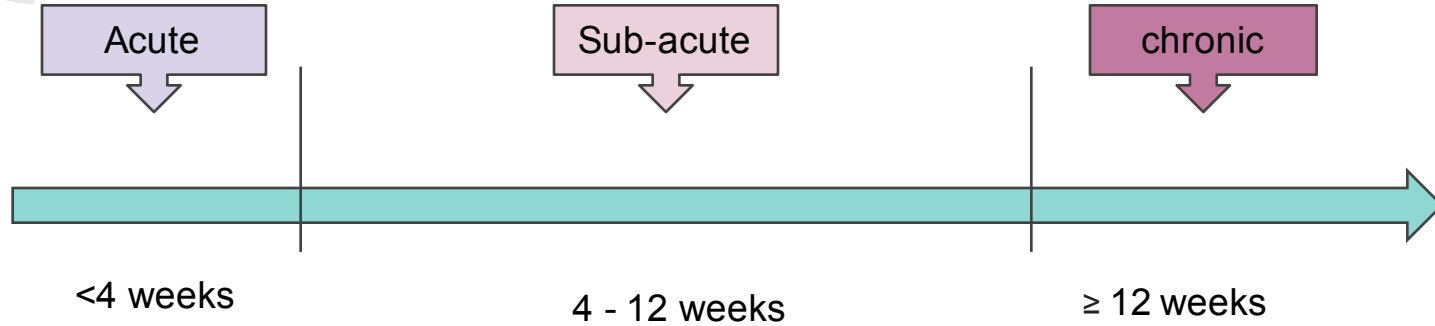 Acute
Sub-acute
chronic
<4 weeks
4 - 12 weeks
≥ 12 weeks